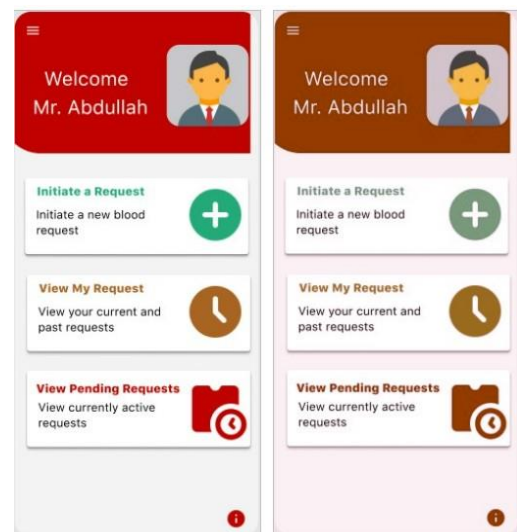 Welcome
Mr. Abdullah
Initiate a Request
Initiate a new blood
request
View My Request
View your current and
past requests
View Pending Requests
View currently active
requests
Welcome
Mr. Abdullah
Initiate a Request
Initiate a new blood
request
View My Request
View your current and
past requests
View Pending Requests
View currently active
requests